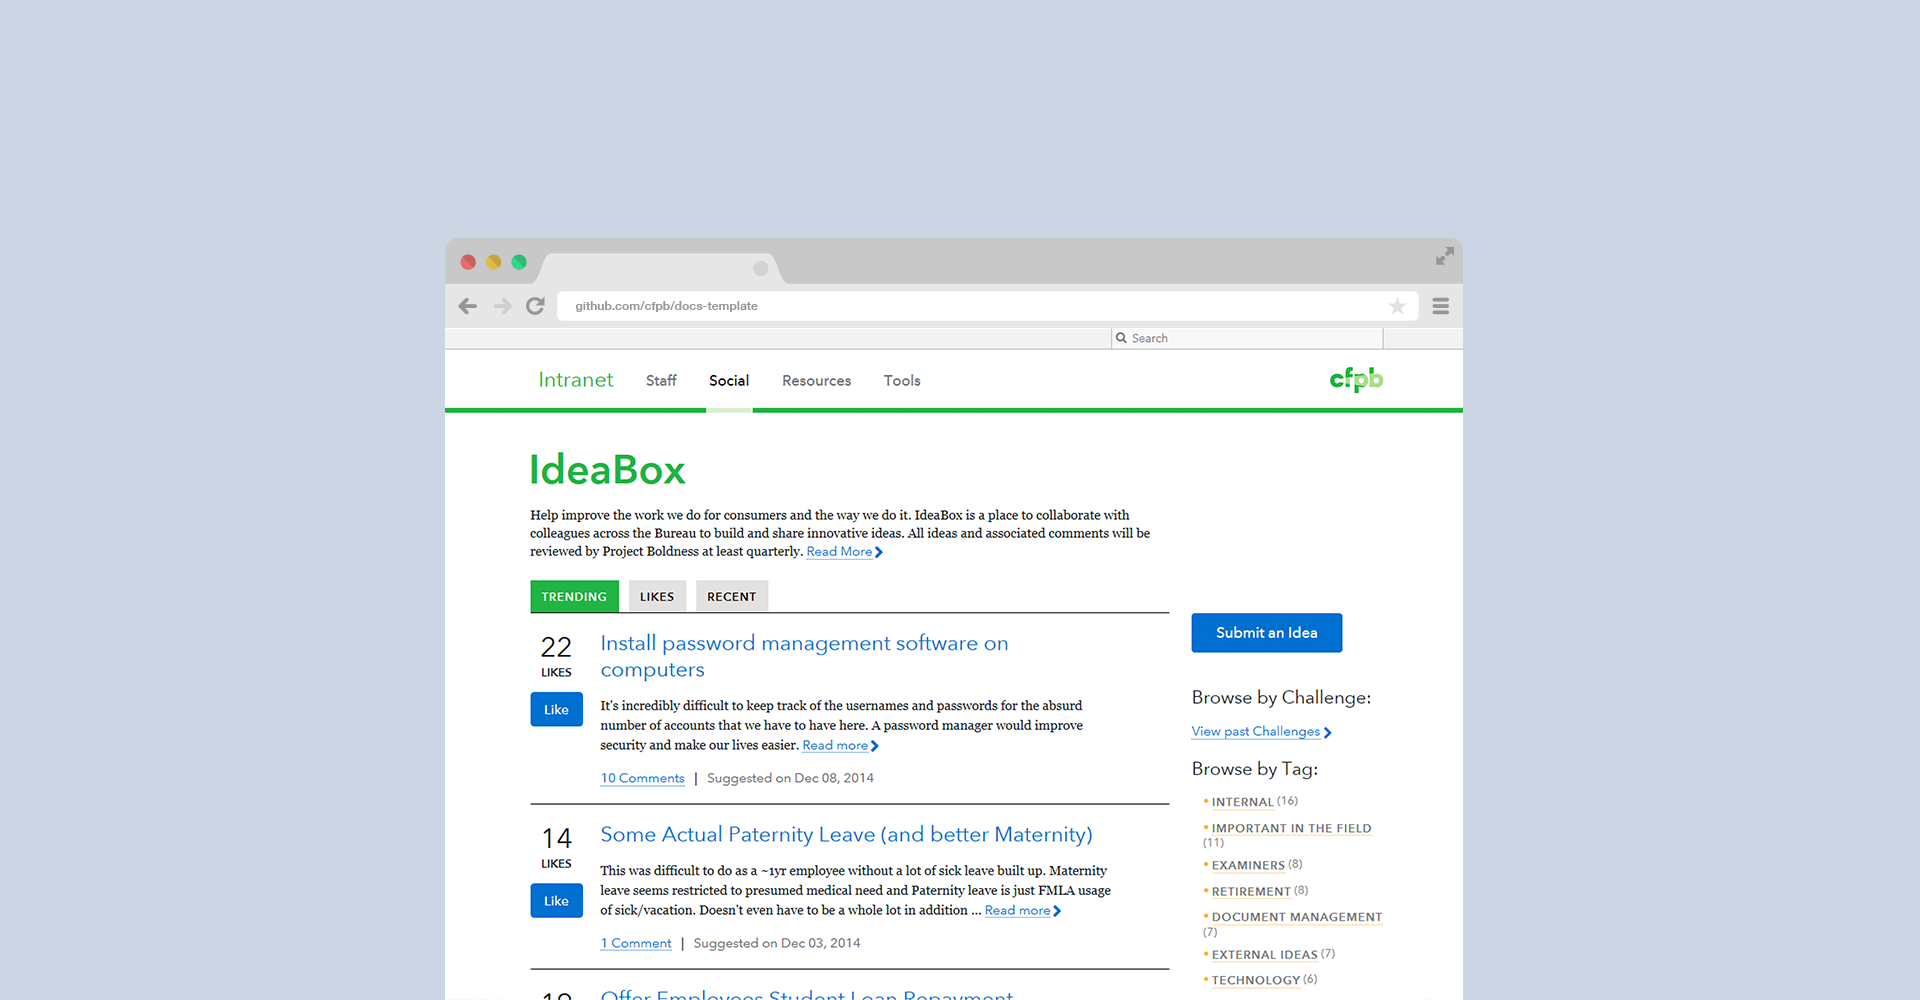 github.com/cfpb/docs-template
Search
Intranet Staff Social Resources Tools cfpb
IdeaBox
Help improve the work we do for consumers and the way we do it. IdeaBox is a place to collaborate with
colleagues across the Bureau to build and share innovative ideas. All ideas and associated comments will be
reviewed by Project Boldness at least quarterly. Read More
TRENDING LIKES RECENT
22
LIKES
Like
Install password management software on
computers
It's incredibly difficult to keep track of the usernames and passwords for the absurd
number of accounts that we have to have here. A password manager would improve
security and make our lives easier. Read more
10 Comments | Suggested on Dec 08, 2014
14
LIKES
Like
Some Actual Paternity Leave (and better Maternity)
This was difficult to do as a ~1yr employee without a lot of sick leave built up. Maternity
leave seems restricted to presumed medical need and Paternity leave is just FMLA usage
of sick/vacation. Doesn't even have to be a whole lot in addition ... Read more
1 Comment | Suggested on Dec 03, 2014
Offer Employees Student Loan Repayment
Submit an Idea
Browse by Challenge:
View past Challenges
Browse by Tag:
• INTERNAL (16)
• IMPORTANT IN THE FIELD
(11)
• EXAMINERS (8)
• RETIREMENT (8)
• DOCUMENT MANAGEMENT
(7)
• EXTERNAL IDEAS (7)
• TECHNOLOGY (6)